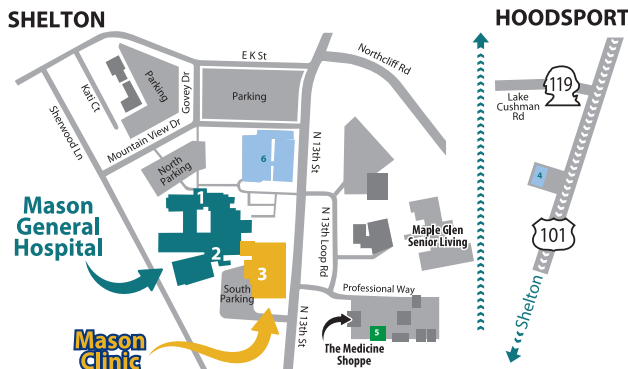 SHELTON
HOODSPORT
E K St
Northcliff Rd
119
Lake
Cushman
Rd
Parking
Kati Ct
Govey Dr
Parking
Sherwood Ln
Mountain View Dr
N 13th St
North
Parking
6
4
1
Mason
General
Hospital
2
3
N 13th Loop Rd
Maple Glen
Senior Living
101
South
Parking
Professional Way
N 13th St
5
Shelton
Mason
Clinic
The Medicine
Shoppe